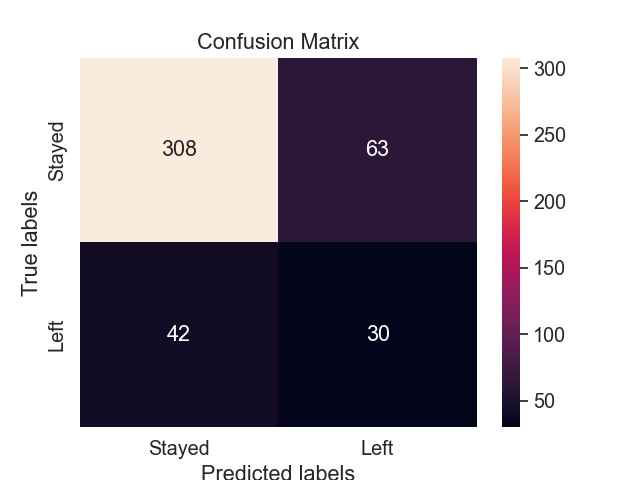 Confusion Matrix
True labels
Stayed
Left
308
63
42
30
Stayed
Left
Predicted labels
300
250
200
150
100
50